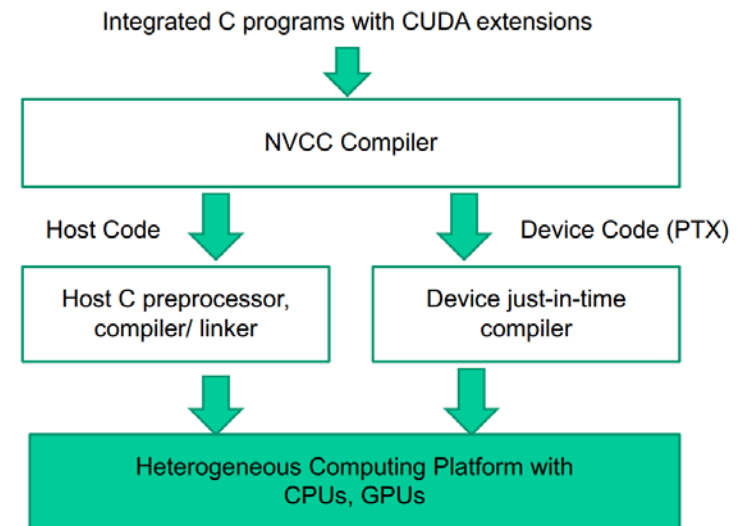 Integrated C programs with CUDA extensions
NVCC Compiler
Host Code
Device Code (PTX)
Host C preprocessor,
compiler/ linker
Device just-in-time
compiler
Heterogeneous Computing Platform with
CPUs, GPUs